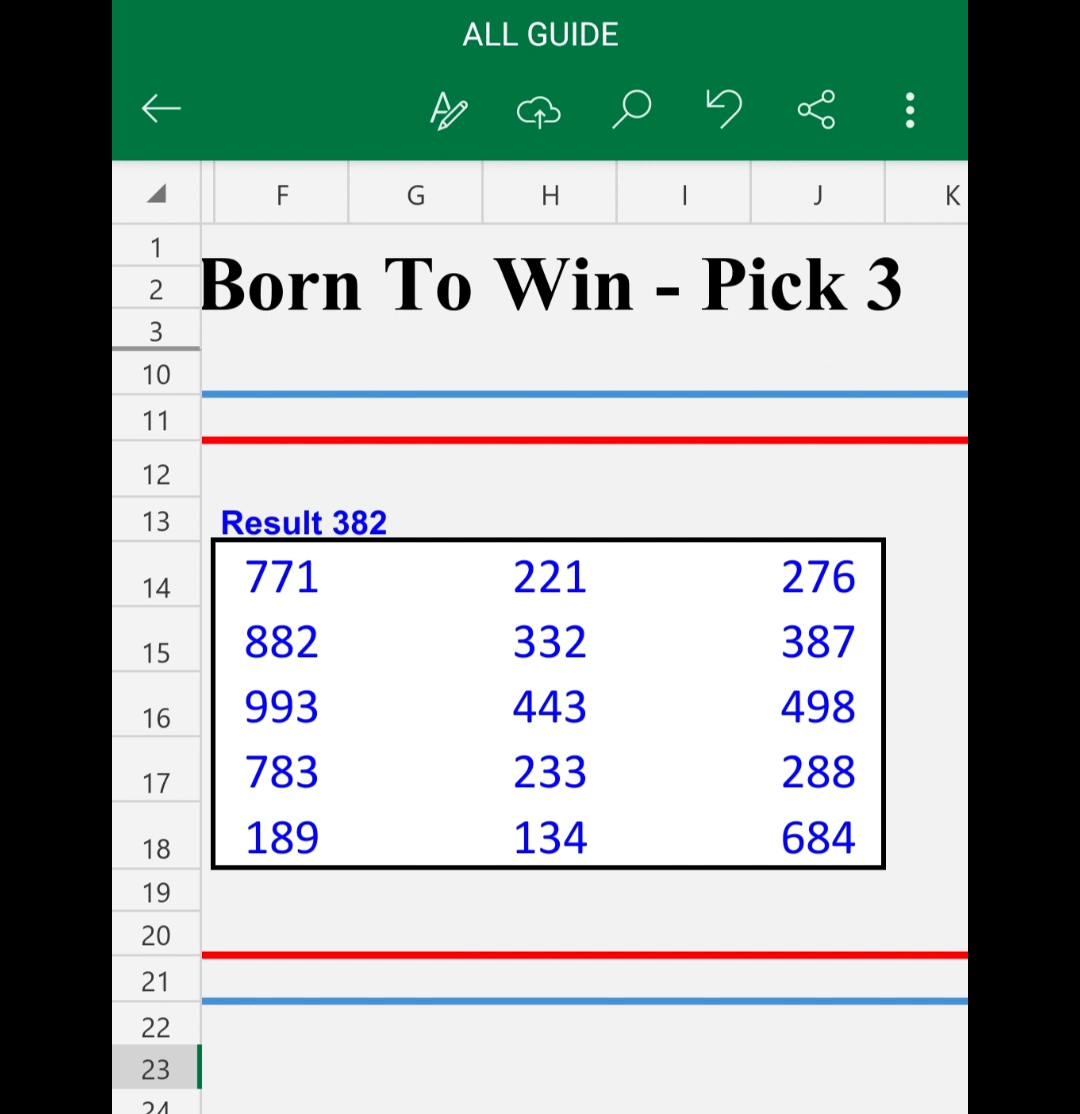 ALL GUIDE
F G H I J K
1
2 Born To Win - Pick 3
3
10
11
12
13 Result 382
14 771 221 276
15 882 332 387
16 993 443 498
17 783 233 288
18 189 134 684
19
20
21
22
23
24